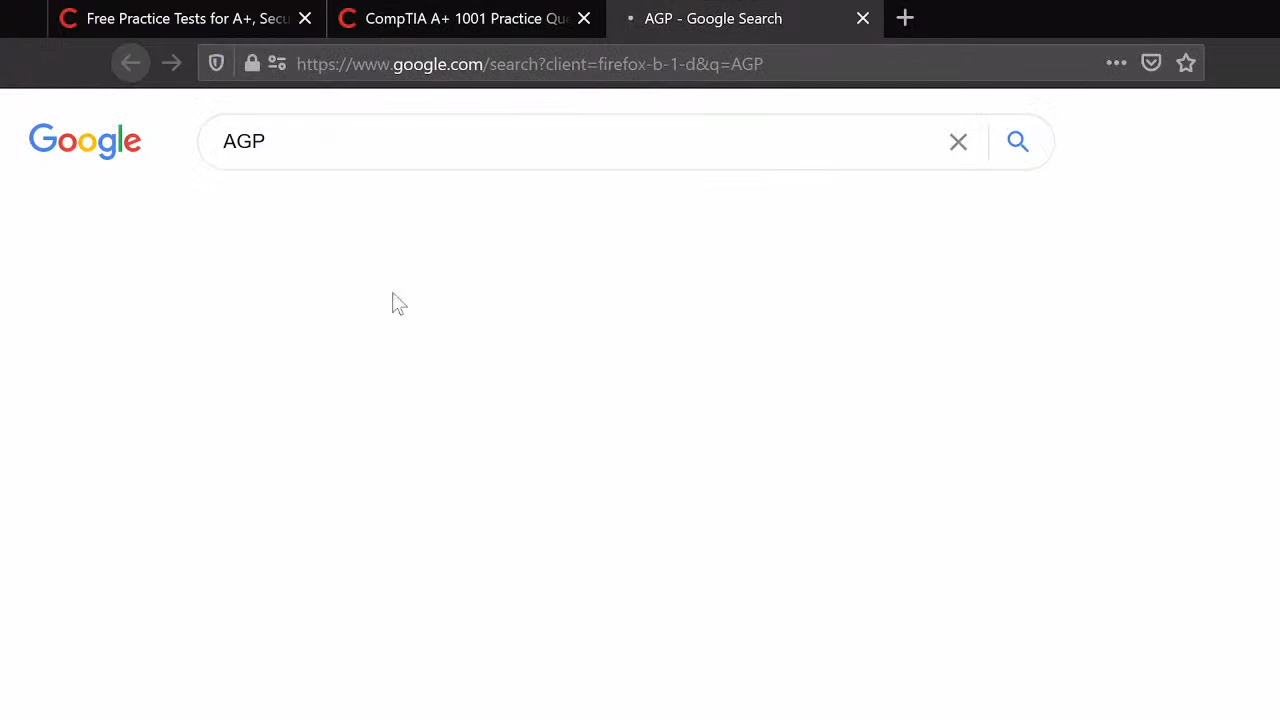 Free Practice Tests for A+, Secu
CompTIA A+ 1001 Practice Que
AGP - Google Search
https://www.google.com/search?client=firefox-b-1-d&q=AGP
Google
AGP